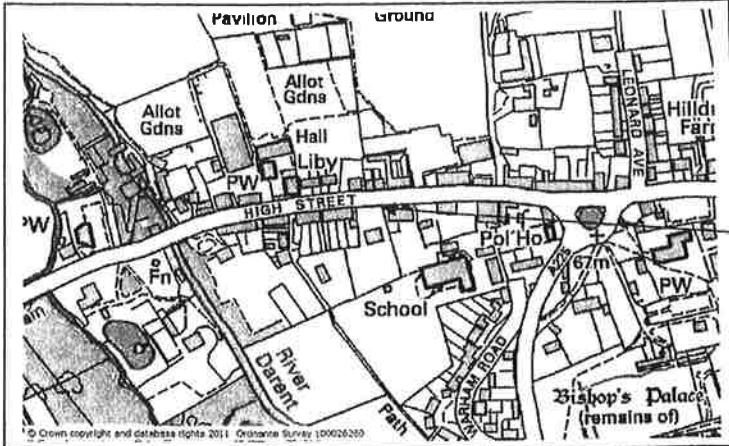 Pavilion
Ground
Allot
Gdns
Allot
Gdns
Hall
Liby
PW
HIGH STREET
LEONARD AVE
Pol Ho
67m
PW
PW
Fn
School
River
Darent
Path
WARHAM ROAD
Bishop's Palace
(remains of)
© Crown copyright and database rights 2011 Ordnance Survey 100026260